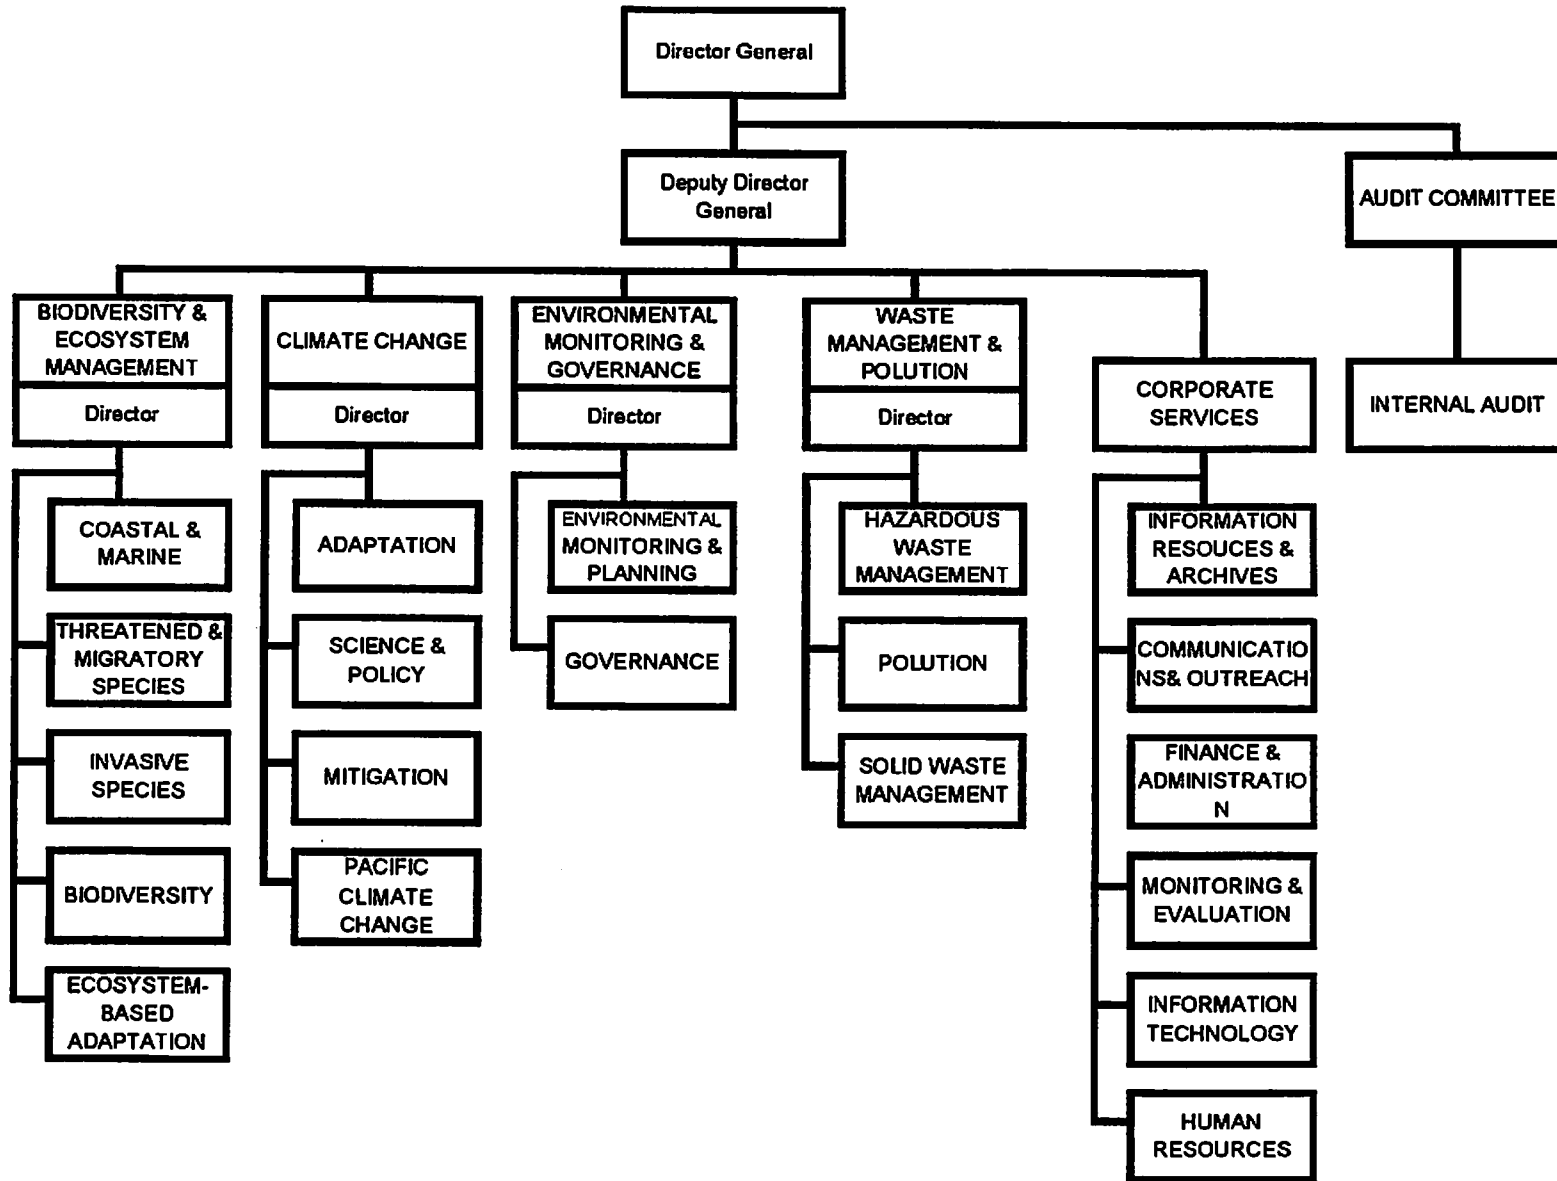 Director General
Deputy Director
General
AUDIT COMMITTEE
BIODIVERSITY &
ECOSYSTEM
MANAGEMENT
Director
CLIMATE CHANGE
Director
ENVIRONMENTAL
MONITORING &
GOVERNANCE
Director
WASTE
MANAGEMENT &
POLUTION
Director
CORPORATE
SERVICES
INTERNAL AUDIT
COASTAL &
MARINE
THREATENED &
MIGRATORY
SPECIES
INVASIVE
SPECIES
BIODIVERSITY
ECOSYSTEM-
BASED
ADAPTATION
ADAPTATION
SCIENCE &
POLICY
MITIGATION
PACIFIC
CLIMATE
CHANGE
ENVIRONMENTAL
MONITORING &
PLANNING
GOVERNANCE
HAZARDOUS
WASTE
MANAGEMENT
POLUTION
SOLID WASTE
MANAGEMENT
INFORMATION
RESOUCES &
ARCHIVES
COMMUNICATIO
NS& OUTREACH
FINANCE &
ADMINISTRATIO
N
MONITORING &
EVALUATION
INFORMATION
TECHNOLOGY
HUMAN
RESOURCES